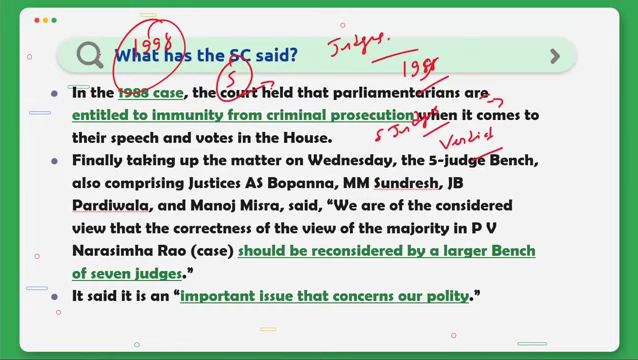 What has the SC said?
1998
Judges.
1998
5
In the 1988 case, the court held that parliamentarians are
entitled to immunity from criminal prosecution when it comes to
5 Judges
their speech and votes in the House.
Verdict
Finally taking up the matter on Wednesday, the 5-judge Bench,
also comprising Justices AS Bopanna, MM Sundresh, JB
Pardiwala, and Manoj Misra, said, “We are of the considered
view that the correctness of the view of the majority in P V
Narasimha Rao (case) should be reconsidered by a larger Bench
of seven judges.”
It said it is an “important issue that concerns our polity.”